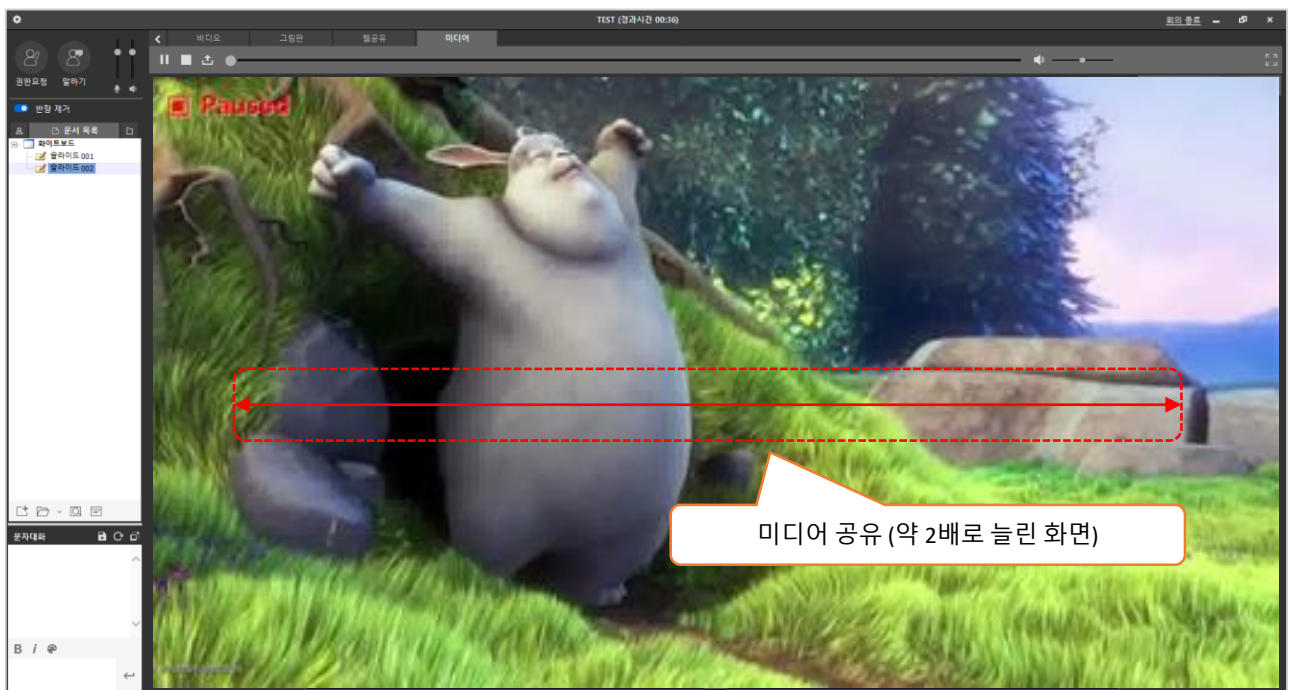 TEST (경과시간 00:36)
회의 종료
비디오
그림판
웹공유
미디어
권한요청
말하기
반향 제거
문서 목록
화이트보드
슬라이드 001
슬라이드 002
Paused
미디어 공유 (약 2배로 늘린 화면)
문자대화
B i